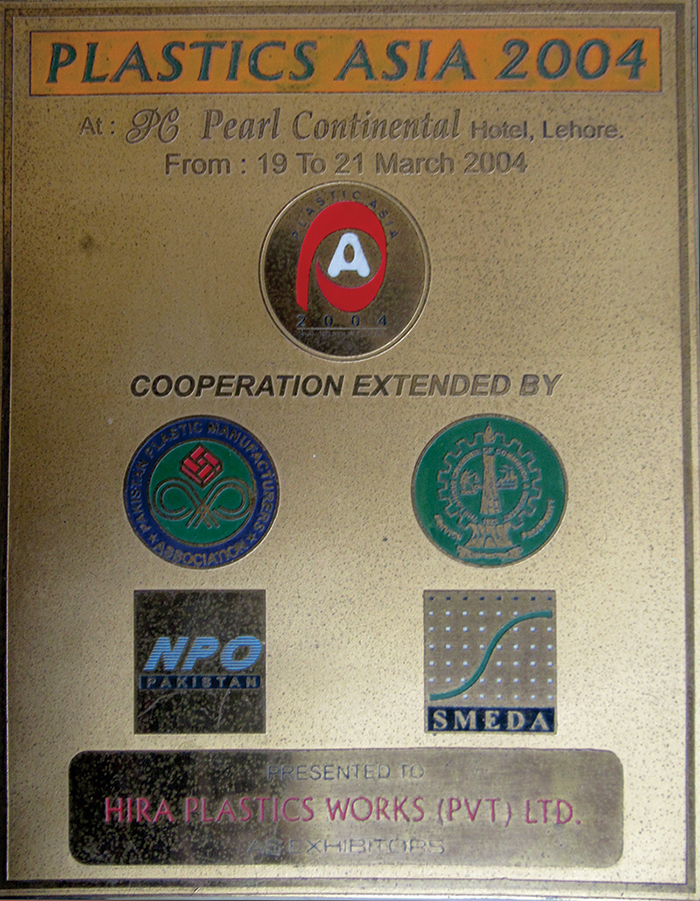 PLASTICS ASIA 2004
At : PC Pearl Continental Hotel, Lehore.
From : 19 To 21 March 2004
PLASTIC ASIA
A
2004
COOPERATION EXTENDED BY
PAKISTAN PLASTIC MANUFACTURERS
ASSOCIATION
NPO
PAKISTAN
SMEDA
PRESENTED TO
HIRA PLASTICS WORKS (PVT) LTD.
AS EXHIBITORS